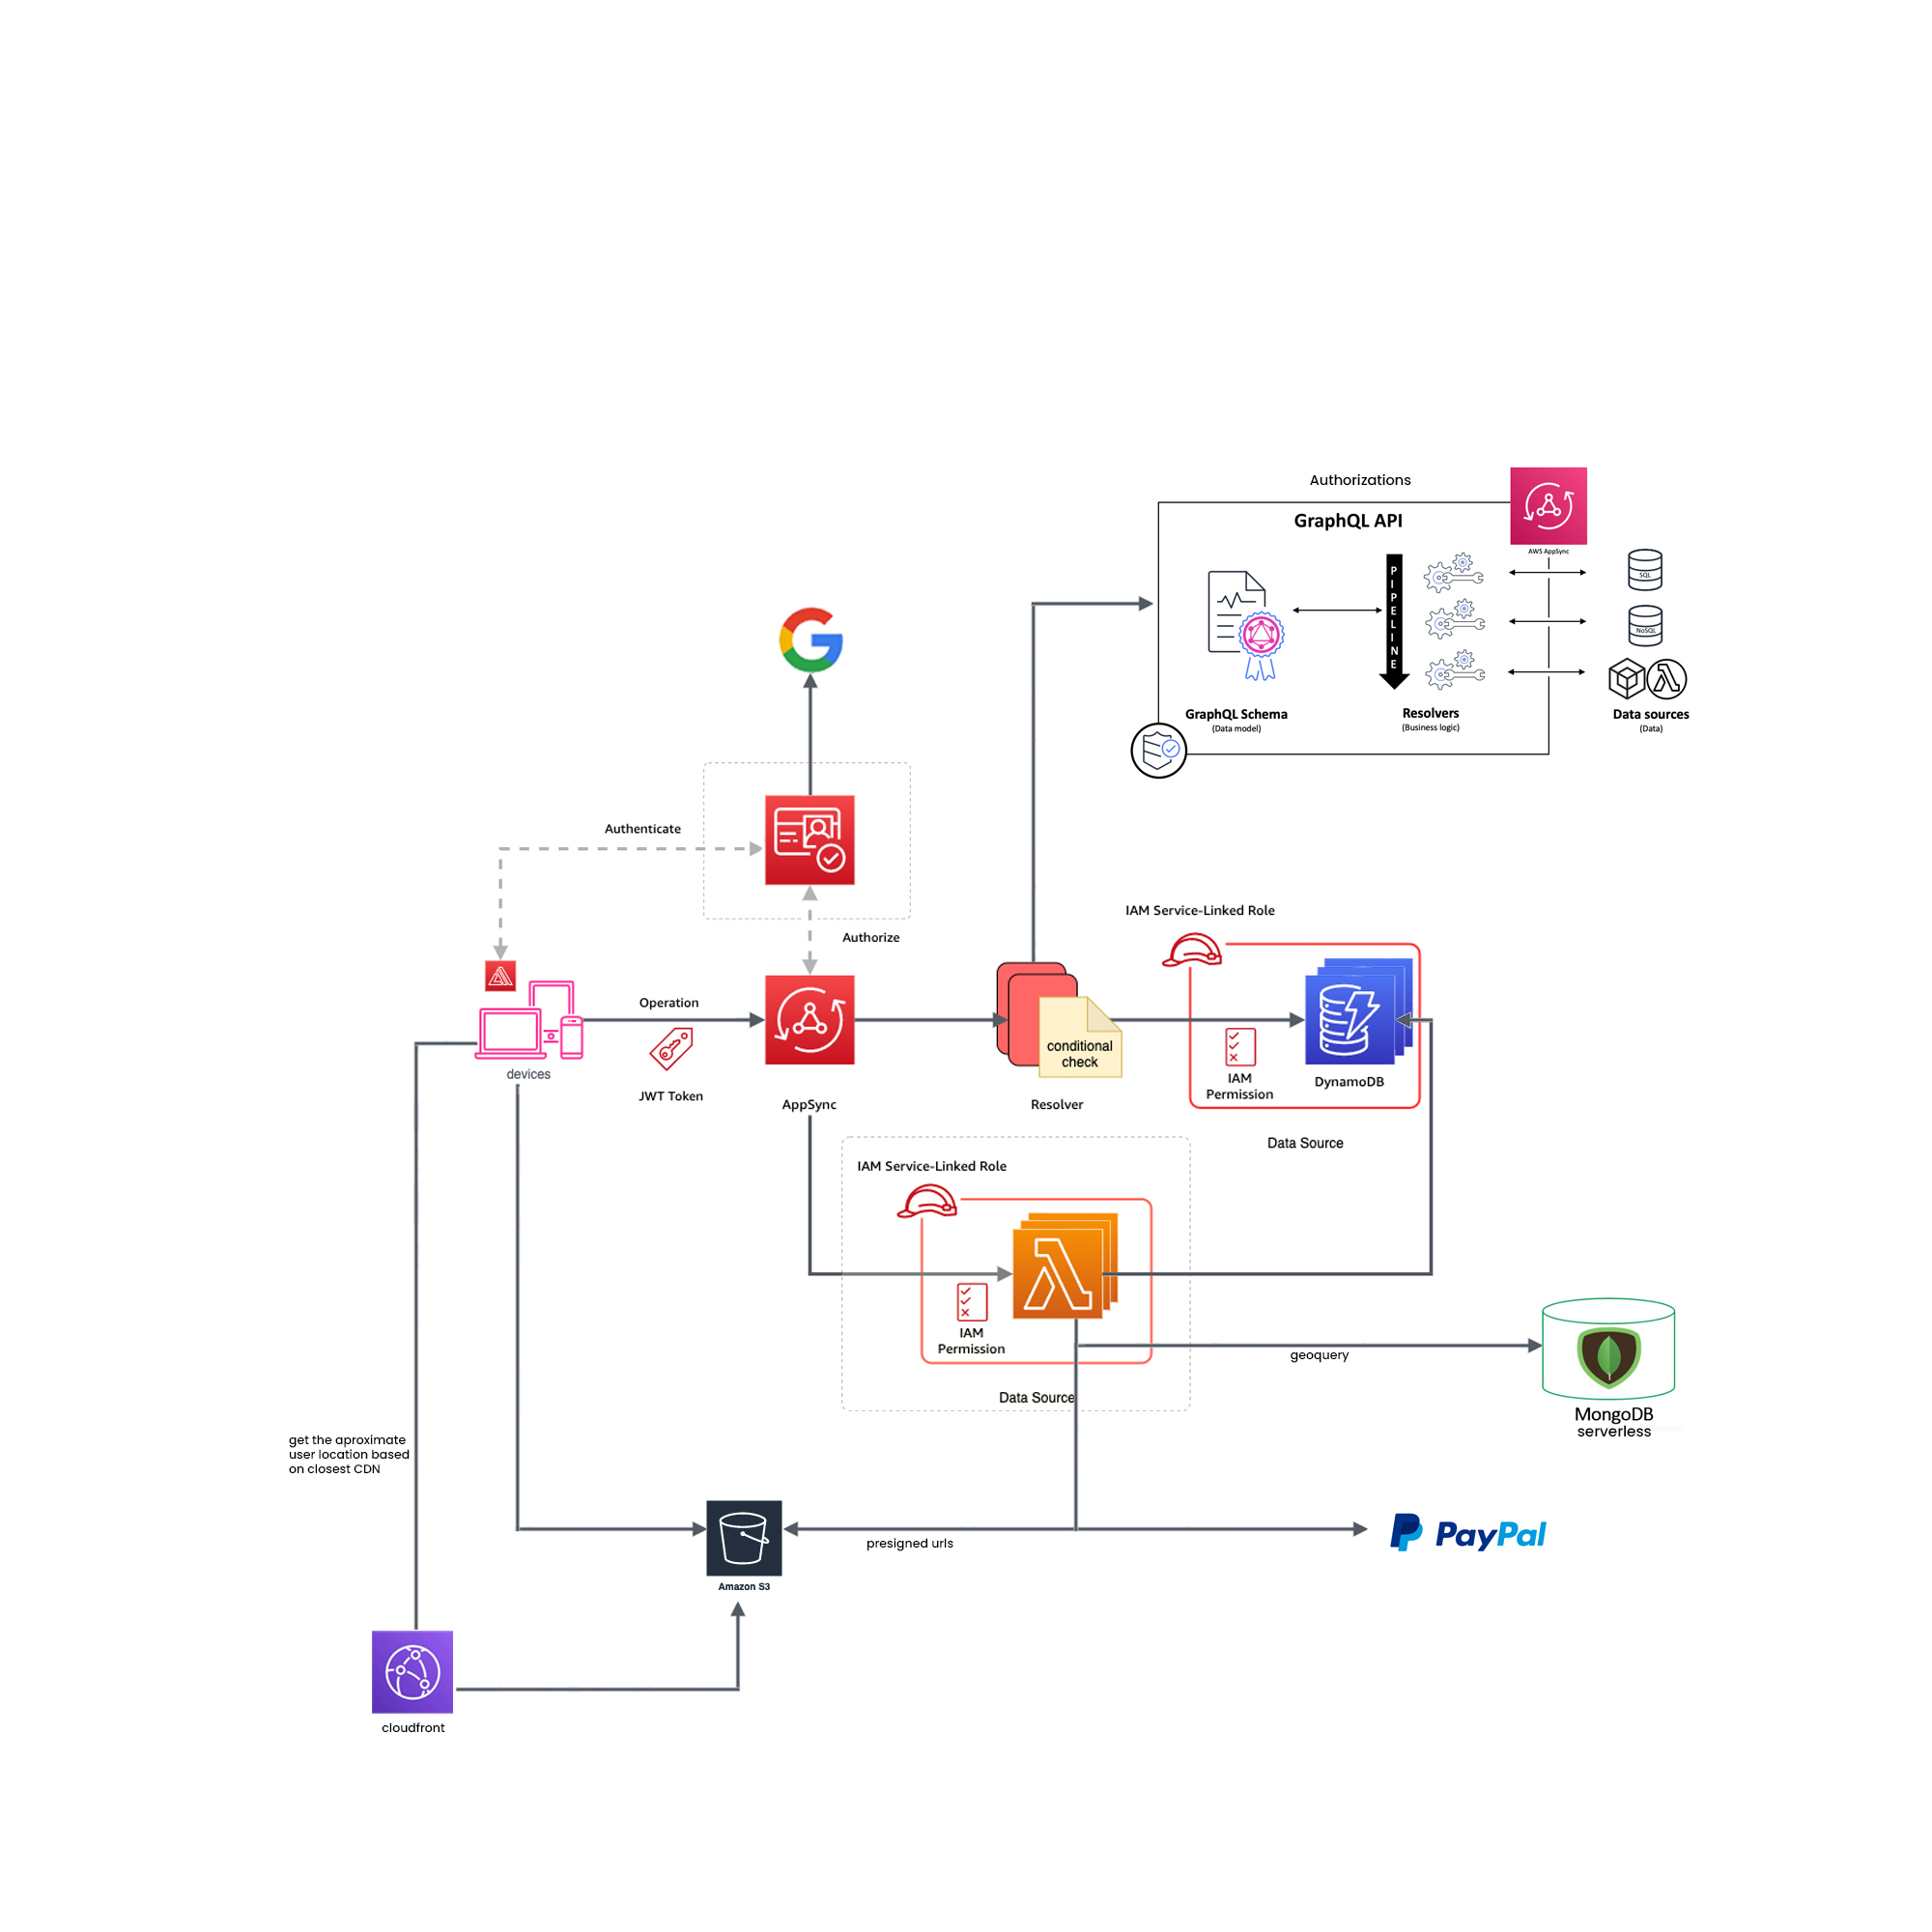 Authorizations
GraphQL API
AWS AppSync
PIPELINE
SQL
NoSQL
GraphQL Schema
(Data model)
Resolvers
(Business logic)
Data sources
(Data)
Authenticate
Authorize
IAM Service-Linked Role
Operation
JWT Token
devices
AppSync
conditional
check
Resolver
IAM
Permission
DynamoDB
Data Source
IAM Service-Linked Role
IAM
Permission
Data Source
geoquery
MongoDB
serverless
get the aproximate
user location based
on closest CDN
presigned urls
PayPal
Amazon S3
cloudfront